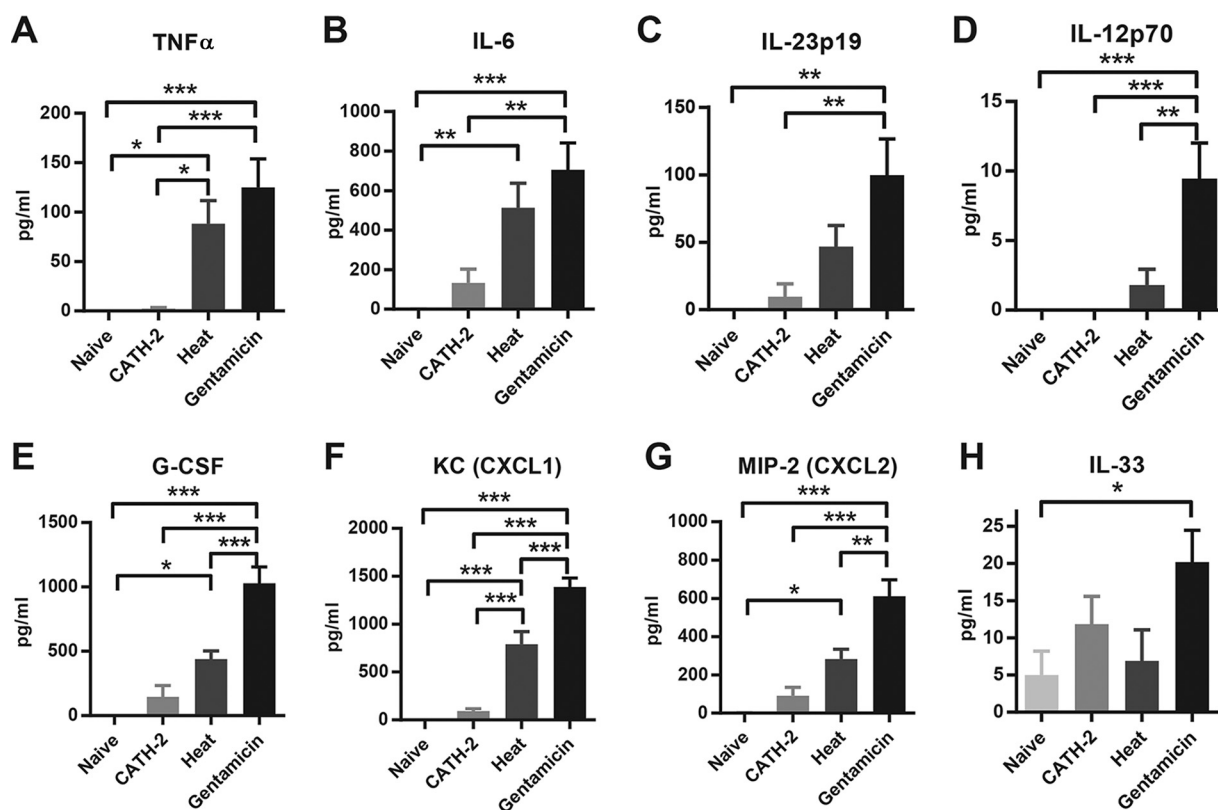 A
TNFα
***
***
*
*
200
150
100
50
0
pg/ml
Naive
CATH-2
Heat
Gentamicin
B
IL-6
***
**
**
1000
800
600
400
200
0
pg/ml
Naive
CATH-2
Heat
Gentamicin
C
IL-23p19
**
**
150
100
50
0
pg/ml
Naive
CATH-2
Heat
Gentamicin
D
IL-12p70
***
***
**
15
10
5
0
pg/ml
Naive
CATH-2
Heat
Gentamicin
E
G-CSF
***
***
***
*
1500
1000
500
0
pg/ml
Naive
CATH-2
Heat
Gentamicin
F
KC (CXCL1)
***
***
***
***
***
2000
1500
1000
500
0
pg/ml
Naive
CATH-2
Heat
Gentamicin
G
MIP-2 (CXCL2)
***
***
**
*
1000
800
600
400
200
0
pg/ml
Naive
CATH-2
Heat
Gentamicin
H
IL-33
*
25
20
15
10
5
0
pg/ml
Naive
CATH-2
Heat
Gentamicin